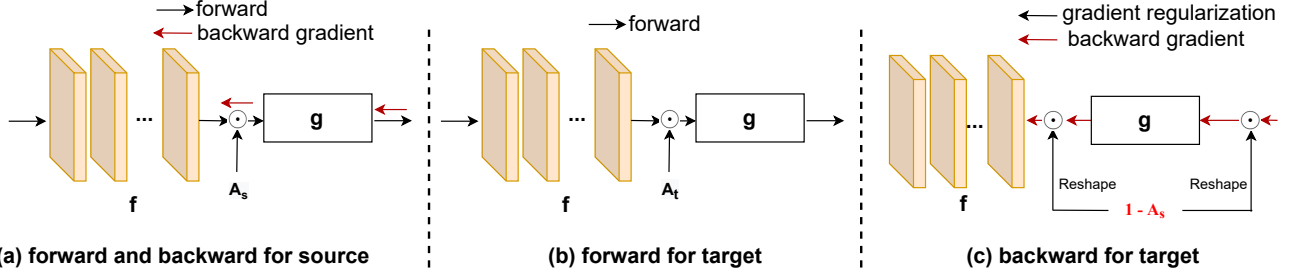 forward
backward gradient
...
g
A_s
f
(a) forward and backward for source
forward
...
g
A_t
f
(b) forward for target
gradient regularization
backward gradient
...
g
Reshape
Reshape
f
1 - A_s
(c) backward for target